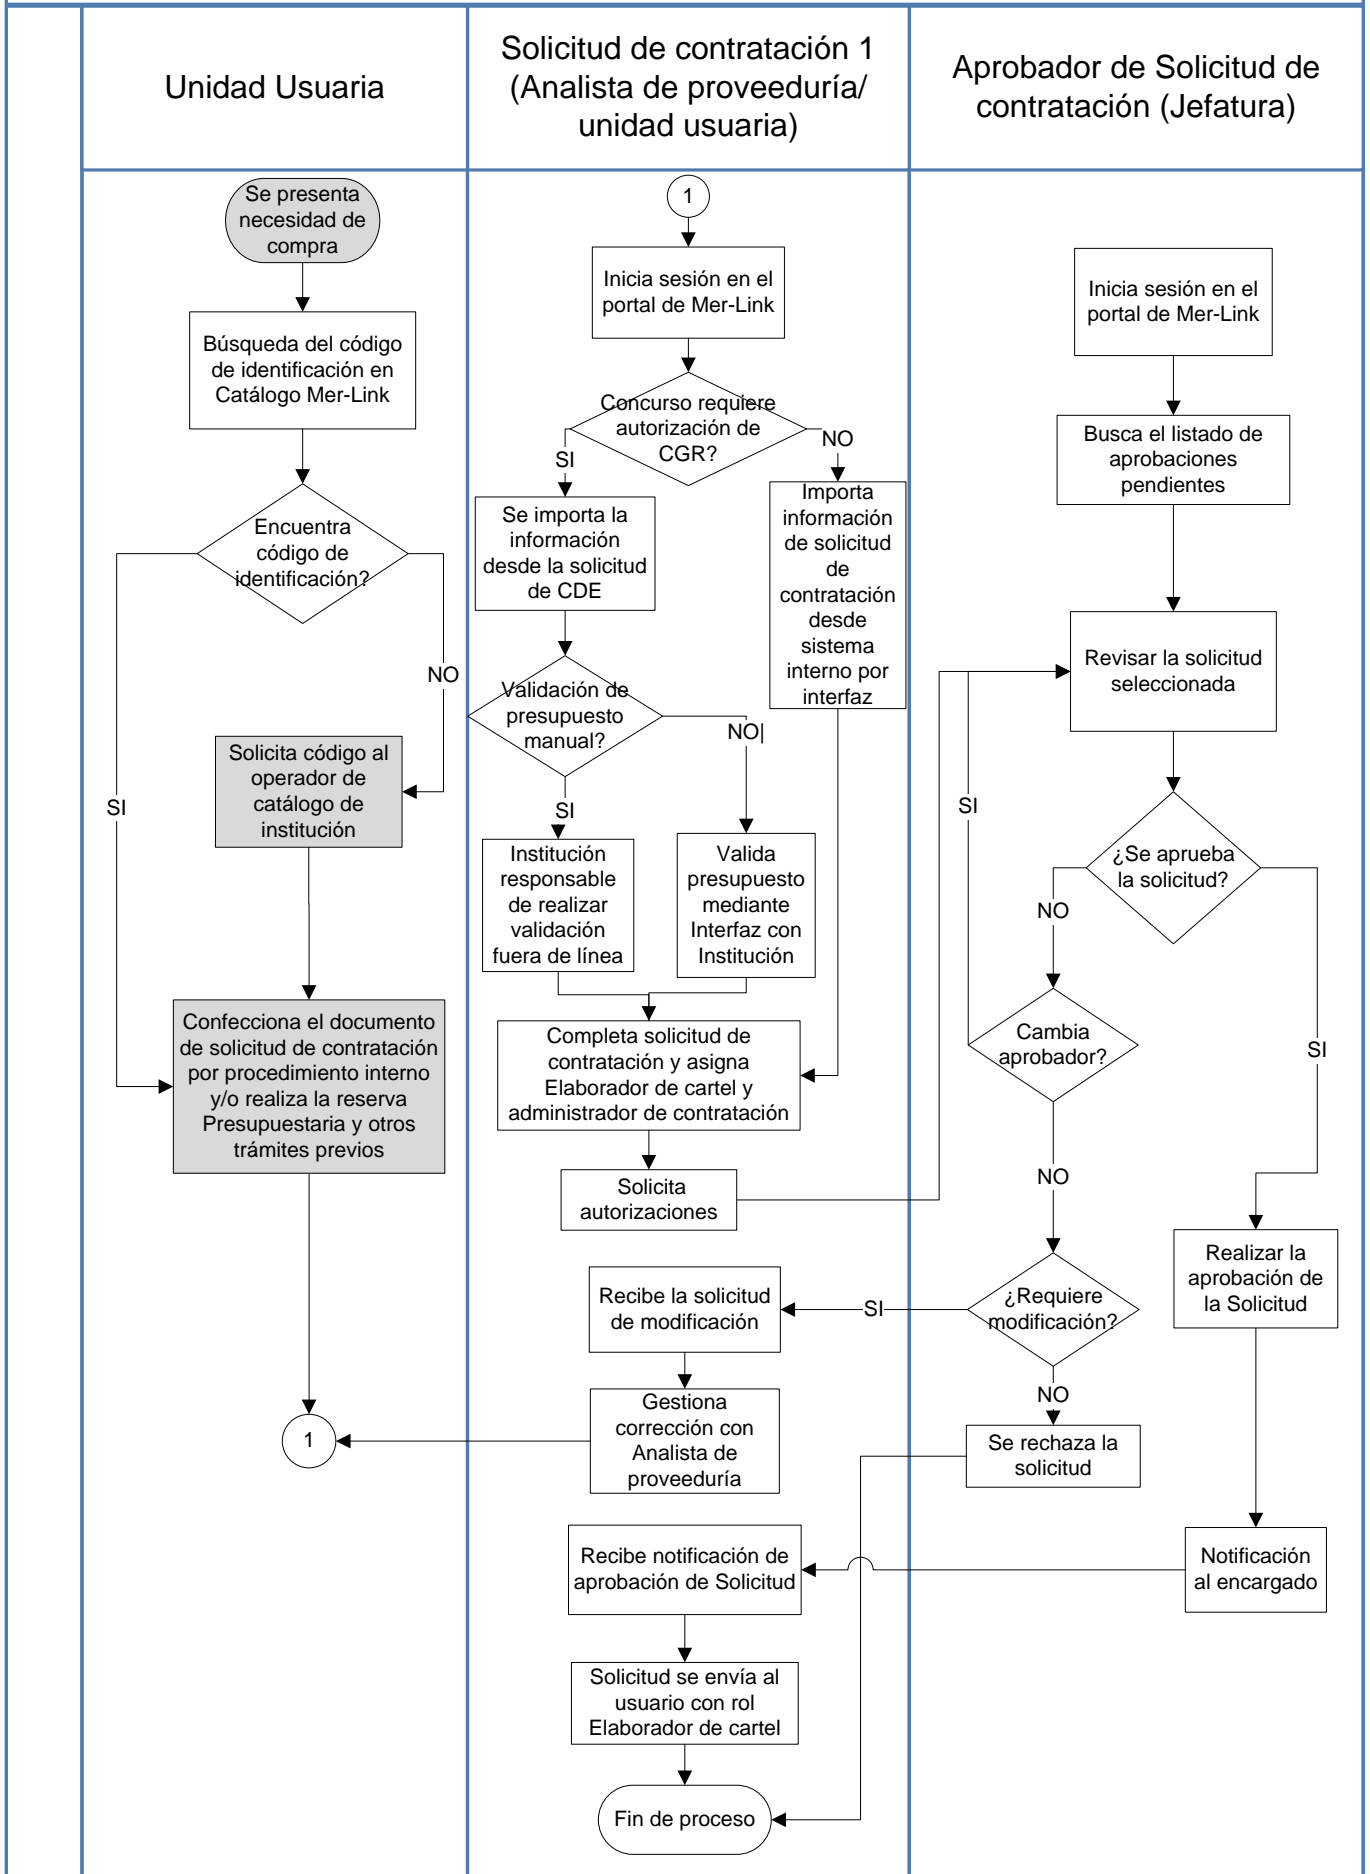 Unidad Usuaria
Solicitud de contratación 1
(Analista de proveeduría/
unidad usuaria)
Aprobador de Solicitud de
contratación (Jefatura)
Se presenta
necesidad de
compra
Búsqueda del código
de identificación en
Catálogo Mer-Link
Encuentra
código de
identificación?
NO
SI
Solicita código al
operador de
catálogo de
institución
Confecciona el documento
de solicitud de contratación
por procedimiento interno
y/o realiza la reserva
Presupuestaria y otros
trámites previos
1
1
Inicia sesión en el
portal de Mer-Link
Concurso requiere
autorización de
CGR?
SI
NO
Se importa la
información
desde la solicitud
de CDE
Importa
información
de solicitud
de
contratación
desde
sistema
interno por
interfaz
Validación de
presupuesto
manual?
NO|
SI
Institución
responsable
de realizar
validación
fuera de línea
Valida
presupuesto
mediante
Interfaz con
Institución
Completa solicitud de
contratación y asigna
Elaborador de cartel y
administrador de contratación
Solicita
autorizaciones
Recibe la solicitud
de modificación
Gestiona
corrección con
Analista de
proveeduría
Recibe notificación de
aprobación de Solicitud
Solicitud se envía al
usuario con rol
Elaborador de cartel
Fin de proceso
Inicia sesión en el
portal de Mer-Link
Busca el listado de
aprobaciones
pendientes
Revisar la solicitud
seleccionada
SI
¿Se aprueba
la solicitud?
NO
SI
Cambia
aprobador?
NO
¿Requiere
modificación?
SI
NO
Se rechaza la
solicitud
Realizar la
aprobación de
la Solicitud
Notificación
al encargado